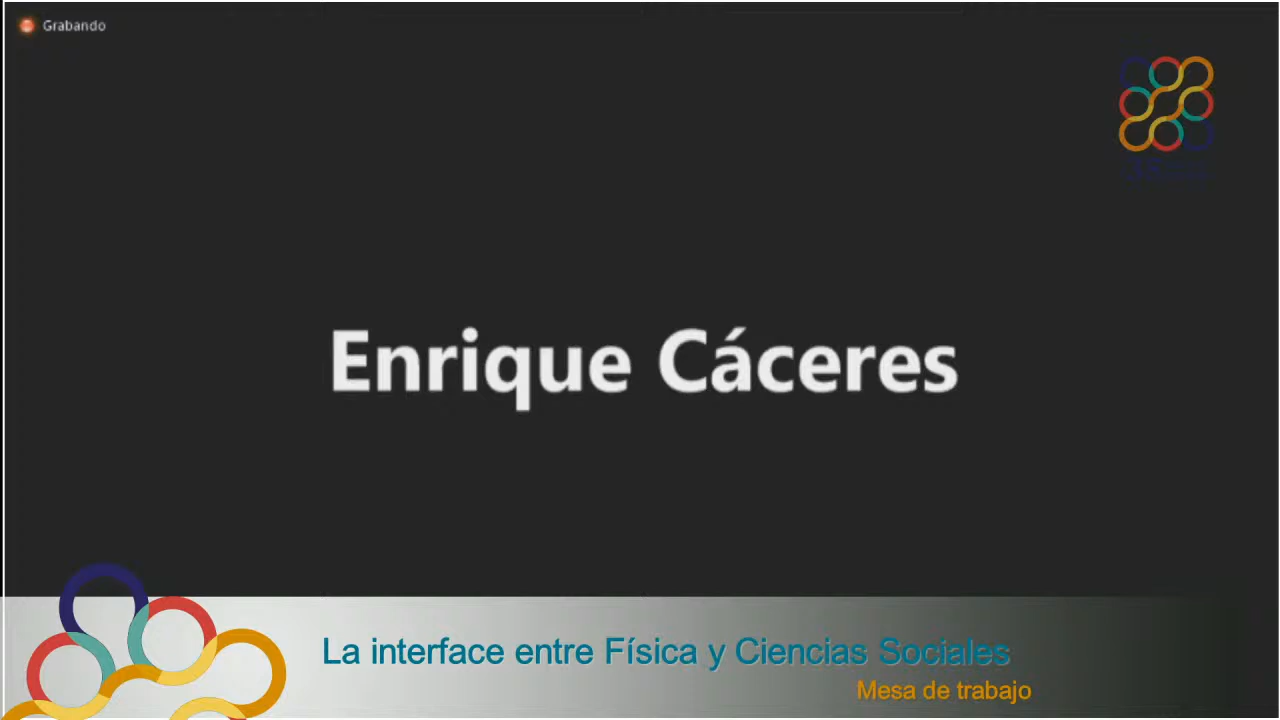 Grabando
Enrique Cáceres
La interface entre Física y Ciencias Sociales
Mesa de trabajo